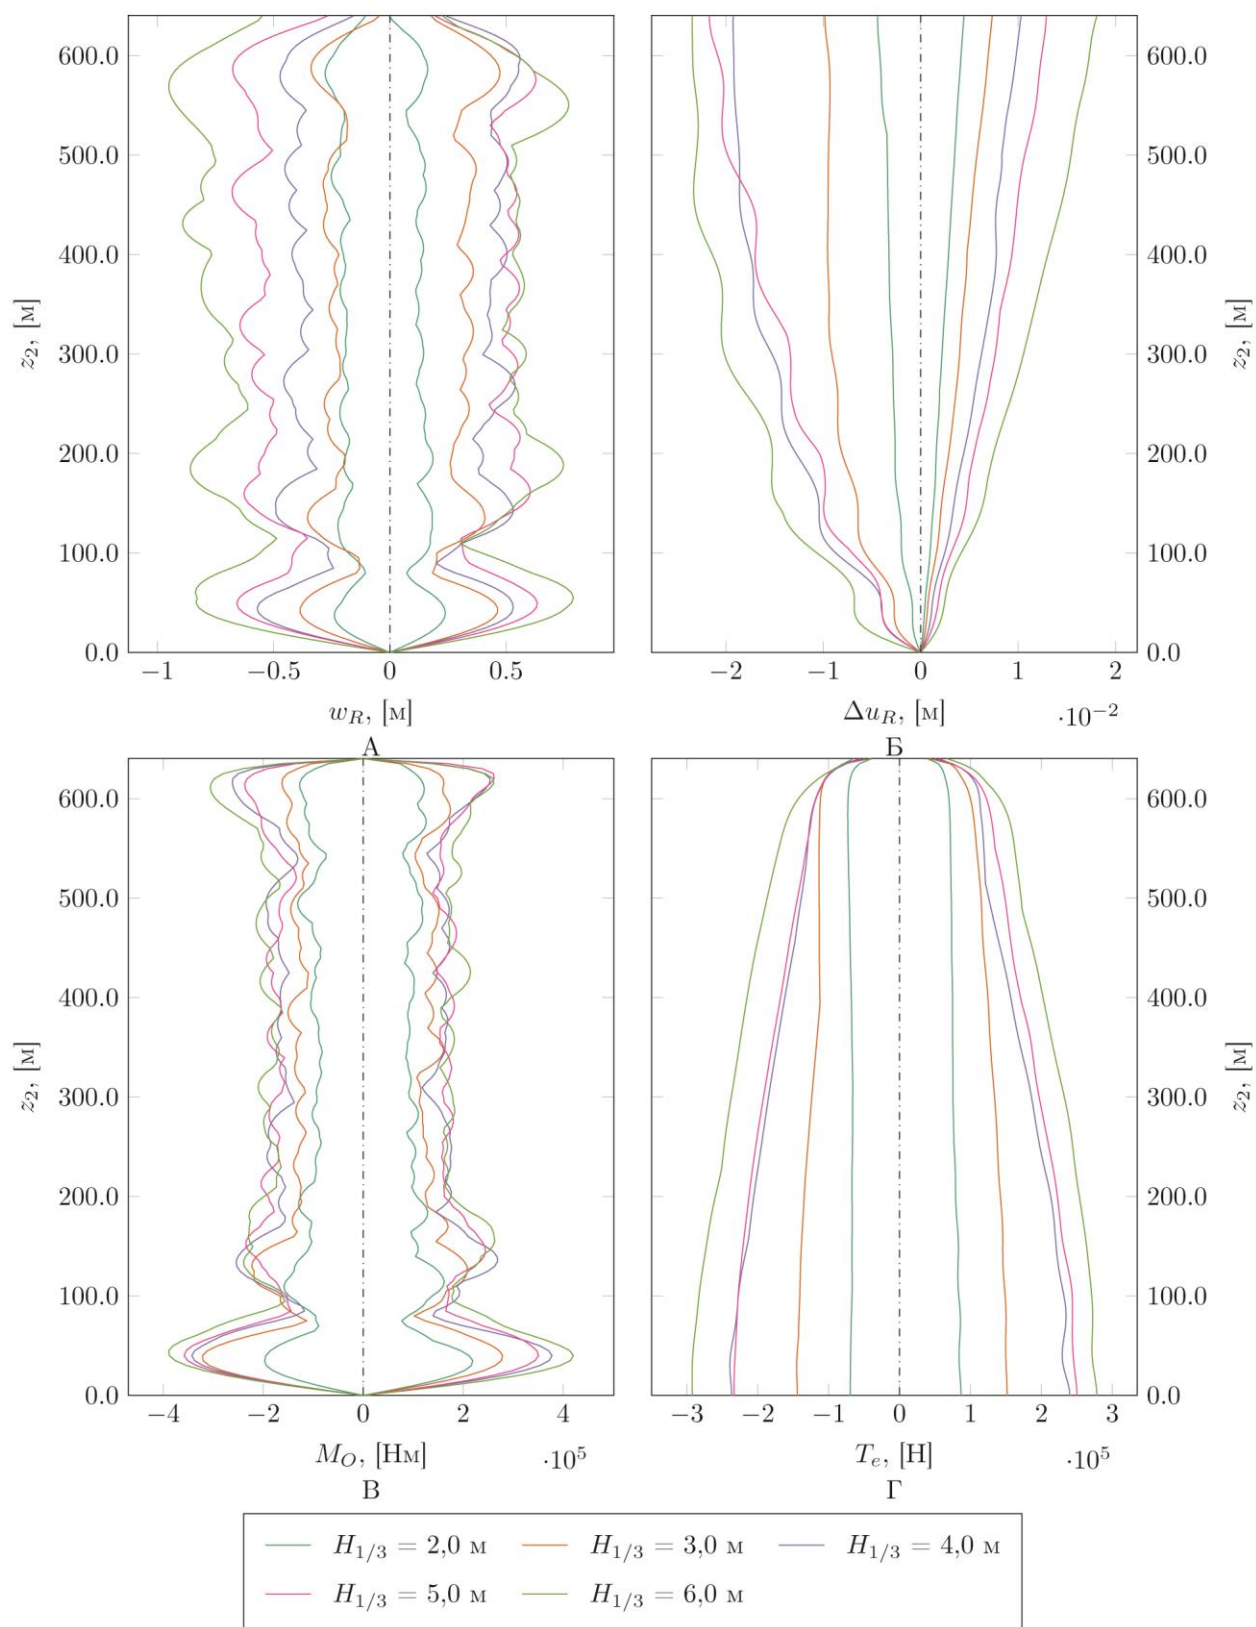 600.0
500.0
400.0
300.0
200.0
100.0
0.0
z₂, [м]
−1 −0.5 0 0.5
w_R, [м]
А
600.0
500.0
400.0
300.0
200.0
100.0
0.0
z₂, [м]
−2 −1 0 1 2
Δu_R, [м] ·10⁻²
Б
600.0
500.0
400.0
300.0
200.0
100.0
0.0
z₂, [м]
−4 −2 0 2 4
M_O, [Нм] ·10⁵
В
600.0
500.0
400.0
300.0
200.0
100.0
0.0
z₂, [м]
−3 −2 −1 0 1 2 3
T_e, [Н] ·10⁵
Г
H₁/₃ = 2,0 м H₁/₃ = 3,0 м H₁/₃ = 4,0 м
H₁/₃ = 5,0 м H₁/₃ = 6,0 м